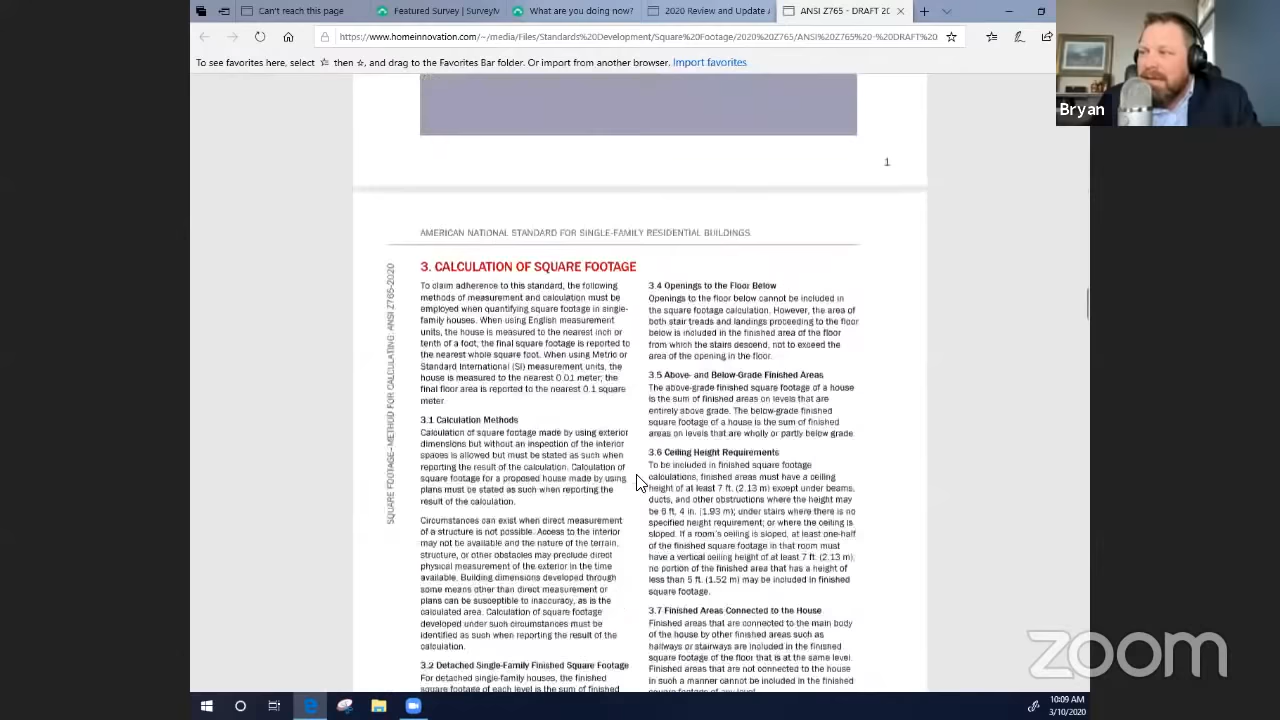 Can't reach this page
Featured Survey | SurveyM
What are you doing now?
2020 Review and Update A
ANSI Z765 - DRAFT 20
https://www.homeinnovation.com/~/media/Files/Standards%20Development/Square%20Footage/2020%20Z765/ANSI%20Z765%20-%20DRAFT%20
To see favorites here, select ☆ then ☆, and drag to the Favorites Bar folder. Or import from another browser. Import favorites
Bryan
1
AMERICAN NATIONAL STANDARD FOR SINGLE-FAMILY RESIDENTIAL BUILDINGS
SQUARE FOOTAGE–METHOD FOR CALCULATING: ANSI Z765-2020
3. CALCULATION OF SQUARE FOOTAGE
To claim adherence to this standard, the following
methods of measurement and calculation must be
employed when quantifying square footage in single-
family houses. When using English measurement
units, the house is measured to the nearest inch or
tenth of a foot; the final square footage is reported to
the nearest whole square foot. When using Metric or
Standard International (SI) measurement units, the
house is measured to the nearest 0.01 meter; the
final floor area is reported to the nearest 0.1 square
meter.
3.1 Calculation Methods
Calculation of square footage made by using exterior
dimensions but without an inspection of the interior
spaces is allowed but must be stated as such when
reporting the result of the calculation. Calculation of
square footage for a proposed house made by using
plans must be stated as such when reporting the
result of the calculation.
Circumstances can exist when direct measurement
of a structure is not possible. Access to the interior
may not be available and the nature of the terrain,
structure, or other obstacles may preclude direct
physical measurement of the exterior in the time
available. Building dimensions developed through
some means other than direct measurement or
plans can be susceptible to inaccuracy, as is the
calculated area. Calculation of square footage
developed under such circumstances must be
identified as such when reporting the result of the
calculation.
3.2 Detached Single-Family Finished Square Footage
For detached single-family houses, the finished
square footage of each level is the sum of finished
3.4 Openings to the Floor Below
Openings to the floor below cannot be included in
the square footage calculation. However, the area of
both stair treads and landings proceeding to the floor
below is included in the finished area of the floor
from which the stairs descend, not to exceed the
area of the opening in the floor.
3.5 Above- and Below-Grade Finished Areas
The above-grade finished square footage of a house
is the sum of finished areas on levels that are
entirely above grade. The below-grade finished
square footage of a house is the sum of finished
areas on levels that are wholly or partly below grade.
3.6 Ceiling Height Requirements
To be included in finished square footage
calculations, finished areas must have a ceiling
height of at least 7 ft. (2.13 m) except under beams,
ducts, and other obstructions where the height may
be 6 ft. 4 in. (1.93 m); under stairs where there is no
specified height requirement; or where the ceiling is
sloped. If a room's ceiling is sloped, at least one-half
of the finished square footage in that room must
have a vertical ceiling height of at least 7 ft. (2.13 m);
no portion of the finished area that has a height of
less than 5 ft. (1.52 m) may be included in finished
square footage.
3.7 Finished Areas Connected to the House
Finished areas that are connected to the main body
of the house by other finished areas such as
hallways or stairways are included in the finished
square footage of the floor that is at the same level.
Finished areas that are not connected to the house
in such a manner cannot be included in the finished
square footage of any level.
zoom
10:09 AM
3/10/2020